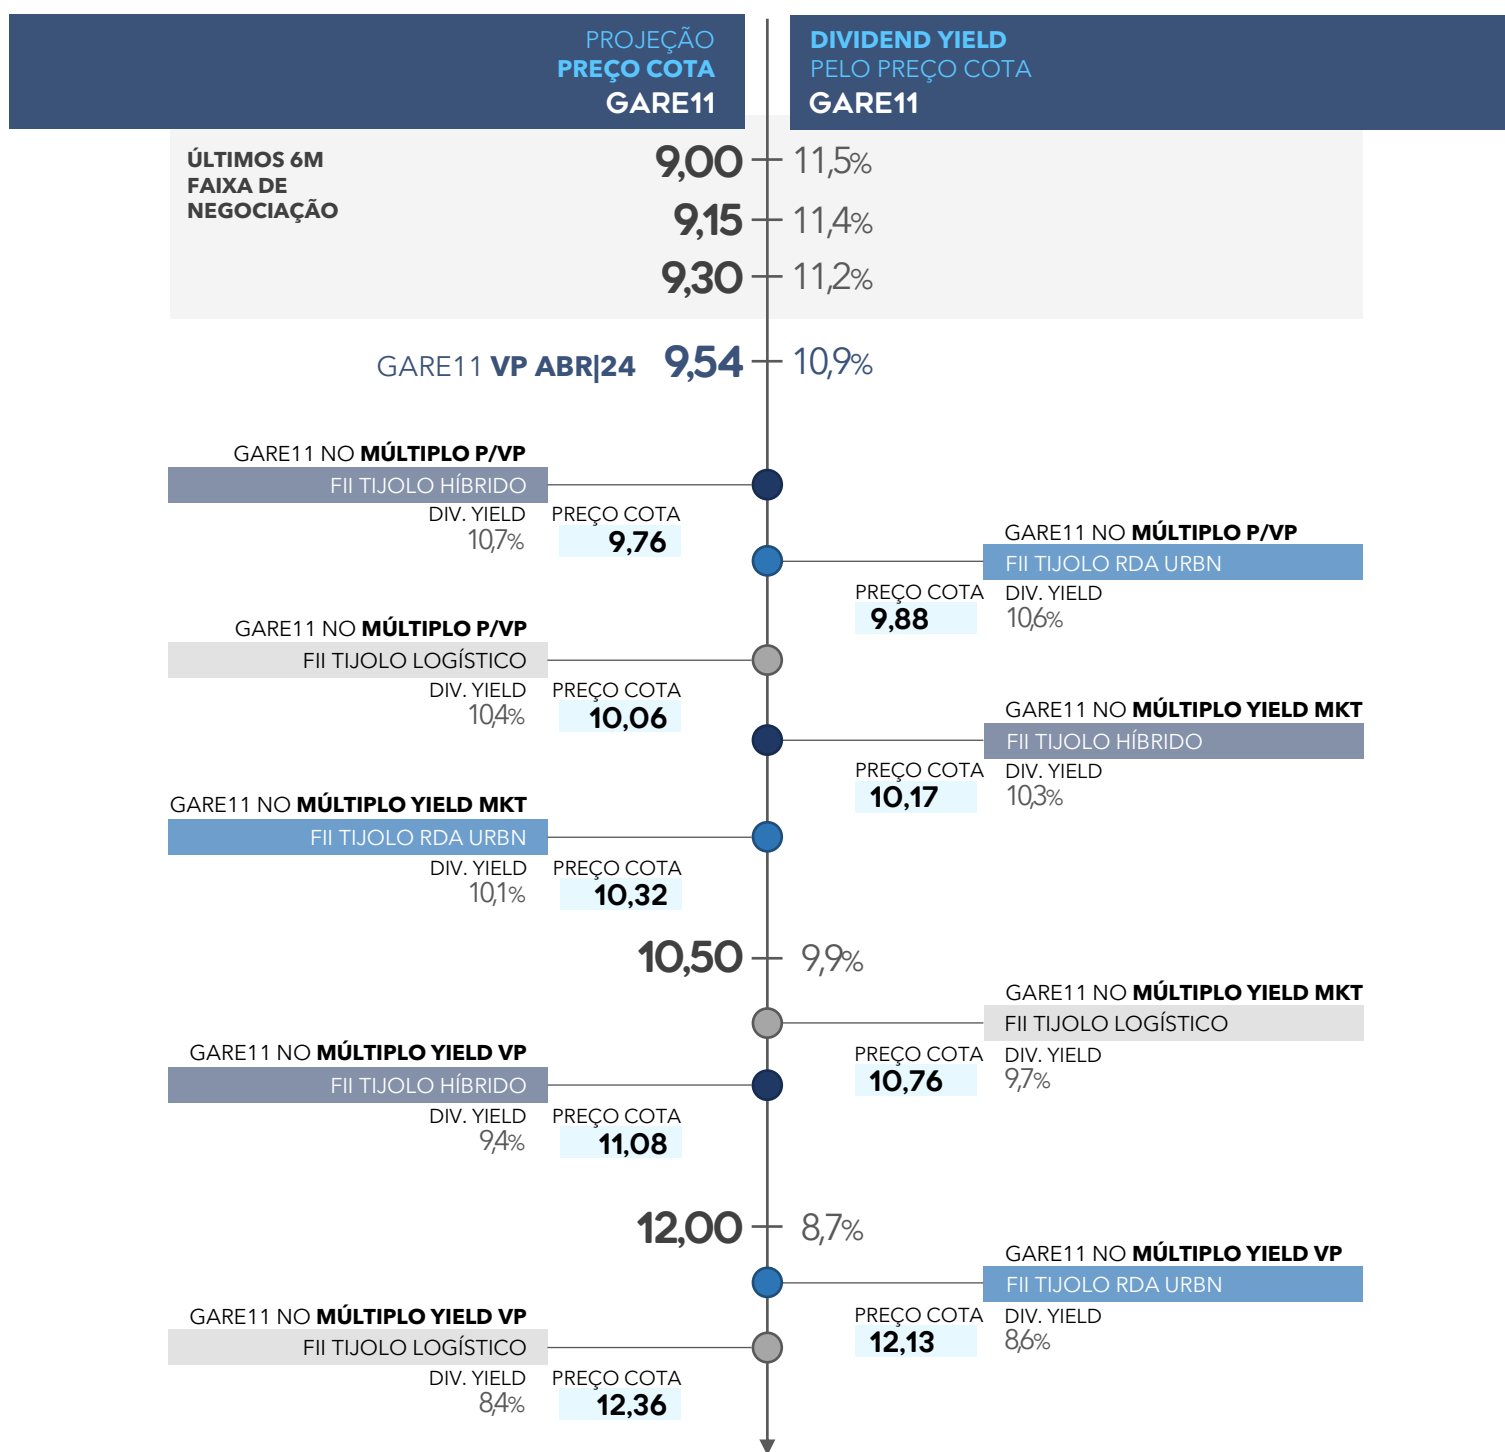 PROJEÇÃO
PREÇO COTA
GARE11
DIVIDEND YIELD
PELO PREÇO COTA
GARE11
ÚLTIMOS 6M
FAIXA DE
NEGOCIAÇÃO
9,00 11,5%
9,15 11,4%
9,30 11,2%
GARE11 VP ABR|24 9,54 10,9%
GARE11 NO MÚLTIPLO P/VP
FII TIJOLO HÍBRIDO
DIV. YIELD PREÇO COTA
10,7% 9,76
GARE11 NO MÚLTIPLO P/VP
FII TIJOLO RDA URBN
PREÇO COTA DIV. YIELD
9,88 10,6%
GARE11 NO MÚLTIPLO P/VP
FII TIJOLO LOGÍSTICO
DIV. YIELD PREÇO COTA
10,4% 10,06
GARE11 NO MÚLTIPLO YIELD MKT
FII TIJOLO HÍBRIDO
PREÇO COTA DIV. YIELD
10,17 10,3%
GARE11 NO MÚLTIPLO YIELD MKT
FII TIJOLO RDA URBN
DIV. YIELD PREÇO COTA
10,1% 10,32
10,50 9,9%
GARE11 NO MÚLTIPLO YIELD MKT
FII TIJOLO LOGÍSTICO
PREÇO COTA DIV. YIELD
10,76 9,7%
GARE11 NO MÚLTIPLO YIELD VP
FII TIJOLO HÍBRIDO
DIV. YIELD PREÇO COTA
9,4% 11,08
12,00 8,7%
GARE11 NO MÚLTIPLO YIELD VP
FII TIJOLO RDA URBN
PREÇO COTA DIV. YIELD
12,13 8,6%
GARE11 NO MÚLTIPLO YIELD VP
FII TIJOLO LOGÍSTICO
DIV. YIELD PREÇO COTA
8,4% 12,36